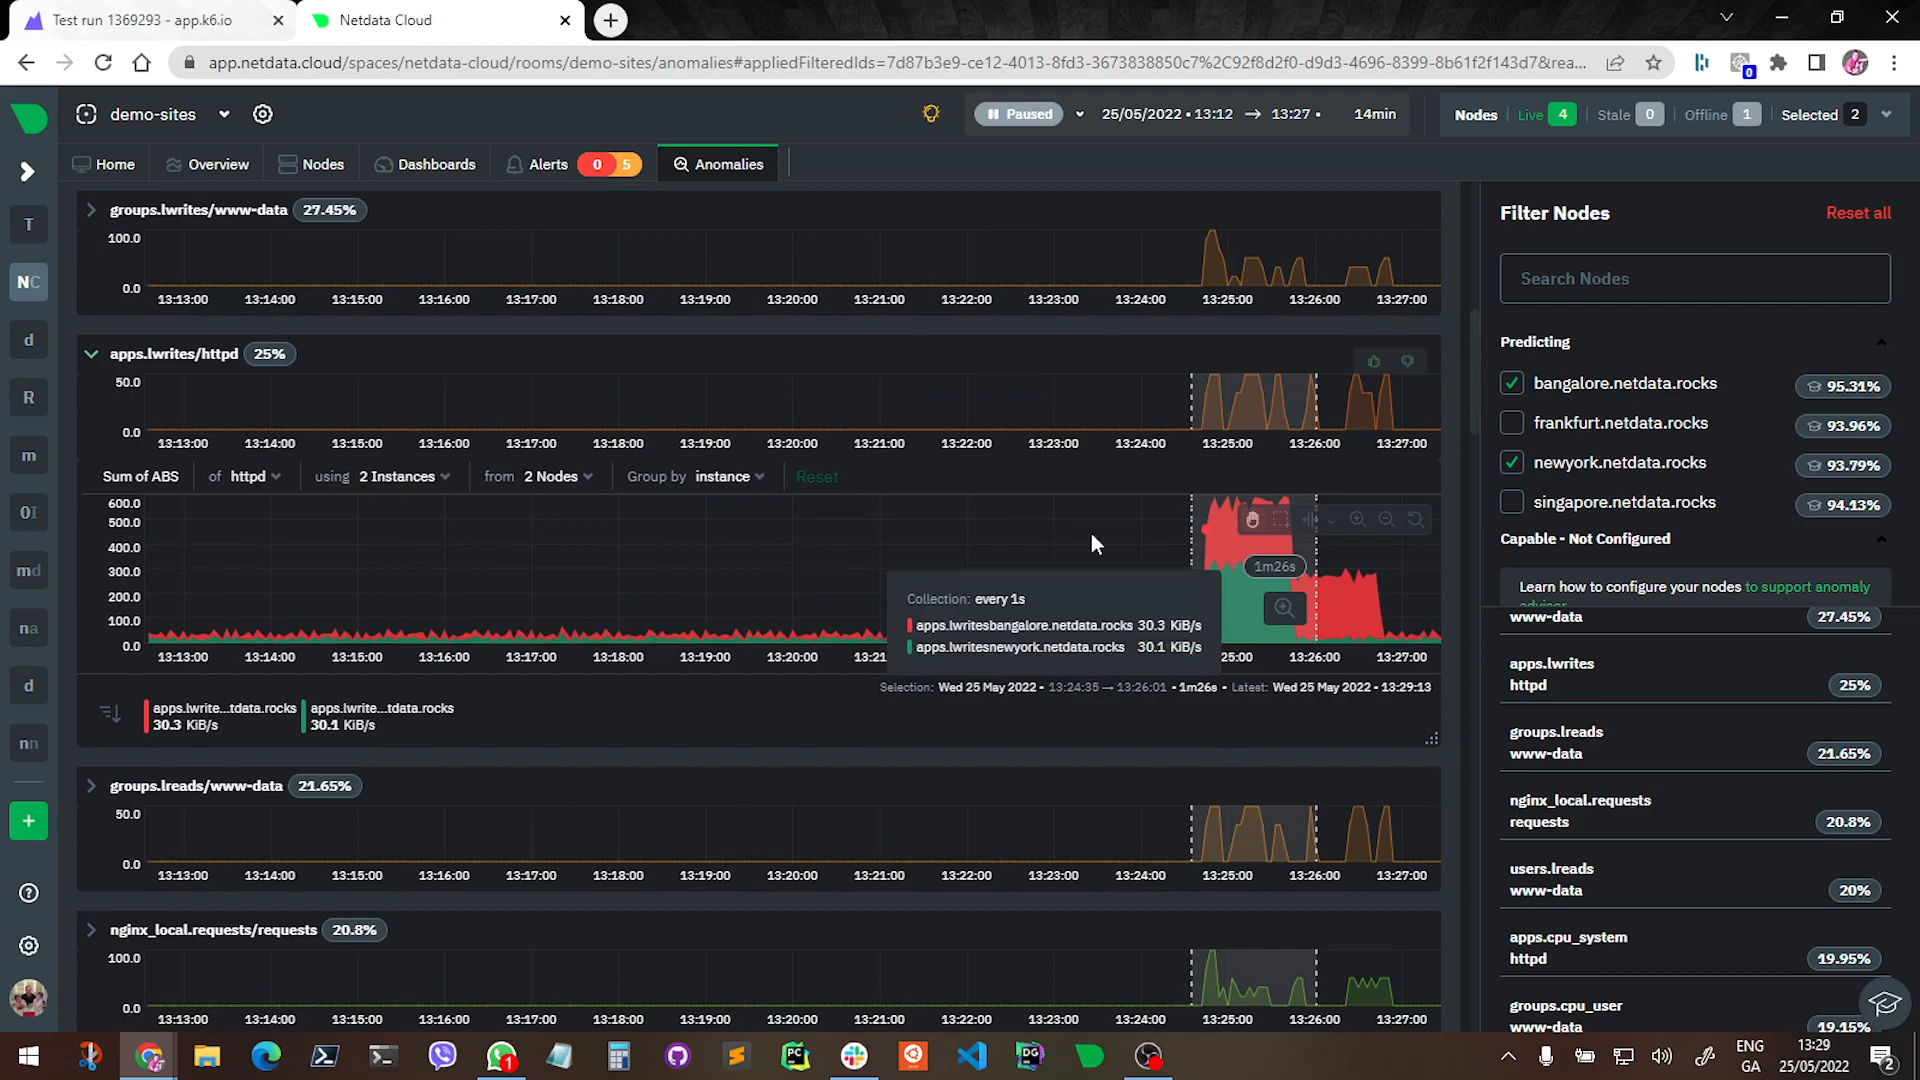 Test run 1369293 - app.k6.io
Netdata Cloud
app.netdata.cloud/spaces/netdata-cloud/rooms/demo-sites/anomalies#appliedFilteredIds=7d87b3e9-ce12-4013-8fd3-3673838850c7%2C92f8d2f0-d9d3-4696-8399-8b61f2f143d7&rea...
0
demo-sites
Paused
25/05/2022 • 13:12 → 13:27 •
14min
Nodes
Live 4
Stale 0
Offline 1
Selected 2
Home
Overview
Nodes
Dashboards
Alerts 0 5
Anomalies
T
NC
d
R
m
0I
md
na
d
nn
+
groups.lwrites/www-data 27.45%
100.0
0.0
13:13:00 13:14:00 13:15:00 13:16:00 13:17:00 13:18:00 13:19:00 13:20:00 13:21:00 13:22:00 13:23:00 13:24:00 13:25:00 13:26:00 13:27:00
apps.lwrites/httpd 25%
50.0
0.0
13:13:00 13:14:00 13:15:00 13:16:00 13:17:00 13:18:00 13:19:00 13:20:00 13:21:00 13:22:00 13:23:00 13:24:00 13:25:00 13:26:00 13:27:00
Sum of ABS of httpd using 2 Instances from 2 Nodes Group by instance Reset
600.0
500.0
400.0
300.0
200.0
100.0
0.0
1m26s
Collection: every 1s
apps.lwritesbangalore.netdata.rocks 30.3 KiB/s
apps.lwritesnewyork.netdata.rocks 30.1 KiB/s
13:13:00 13:14:00 13:15:00 13:16:00 13:17:00 13:18:00 13:19:00 13:20:00 13:21 25:00 13:26:00 13:27:00
Selection: Wed 25 May 2022 • 13:24:35 → 13:26:01 • 1m26s • Latest: Wed 25 May 2022 • 13:29:13
apps.lwrite...tdata.rocks
30.3 KiB/s
apps.lwrite...tdata.rocks
30.1 KiB/s
groups.lreads/www-data 21.65%
50.0
0.0
13:13:00 13:14:00 13:15:00 13:16:00 13:17:00 13:18:00 13:19:00 13:20:00 13:21:00 13:22:00 13:23:00 13:24:00 13:25:00 13:26:00 13:27:00
nginx_local.requests/requests 20.8%
100.0
0.0
13:13:00 13:14:00 13:15:00 13:16:00 13:17:00 13:18:00 13:19:00 13:20:00 13:21:00 13:22:00 13:23:00 13:24:00 13:25:00 13:26:00 13:27:00
Filter Nodes
Reset all
Search Nodes
Predicting
bangalore.netdata.rocks 95.31%
frankfurt.netdata.rocks 93.96%
newyork.netdata.rocks 93.79%
singapore.netdata.rocks 94.13%
Capable - Not Configured
Learn how to configure your nodes to support anomaly
advisor
www-data 27.45%
apps.lwrites
httpd 25%
groups.lreads
www-data 21.65%
nginx_local.requests
requests 20.8%
users.lreads
www-data 20%
apps.cpu_system
httpd 19.95%
groups.cpu_user
www-data 19.15%
1
PC
DG
ENG
GA
13:29
25/05/2022
2